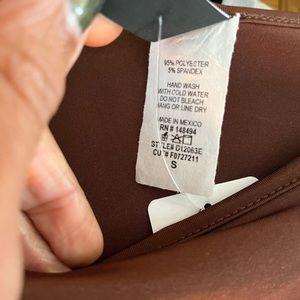 95% POLYESTER
5% SPANDEX
HAND WASH
WITH COLD WATER
DO NOT BLEACH
HANG OR LINE DRY
MADE IN MEXICO
RN # 148494
STYLE# D12063E
CUT# F0727211
S